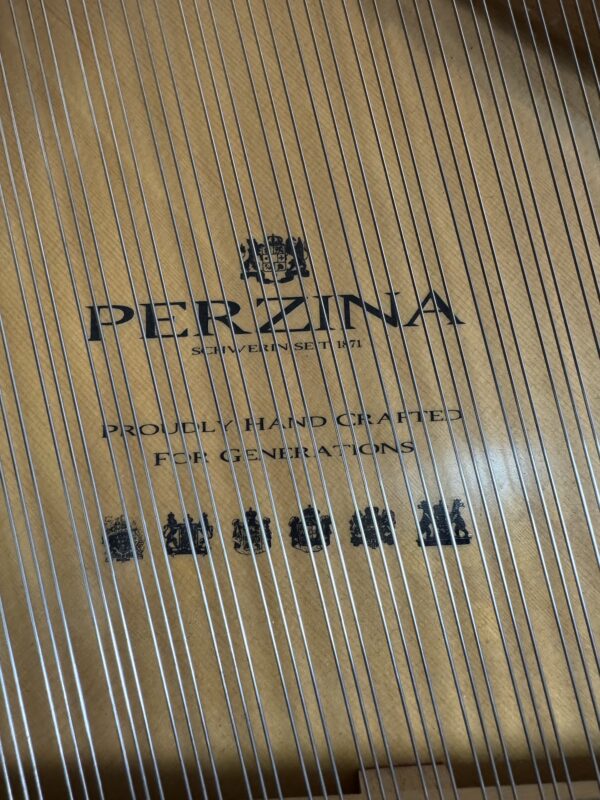 PERZINA
SCHWERIN SEIT 1871
PROUDLY HAND CRAFTED
FOR GENERATIONS